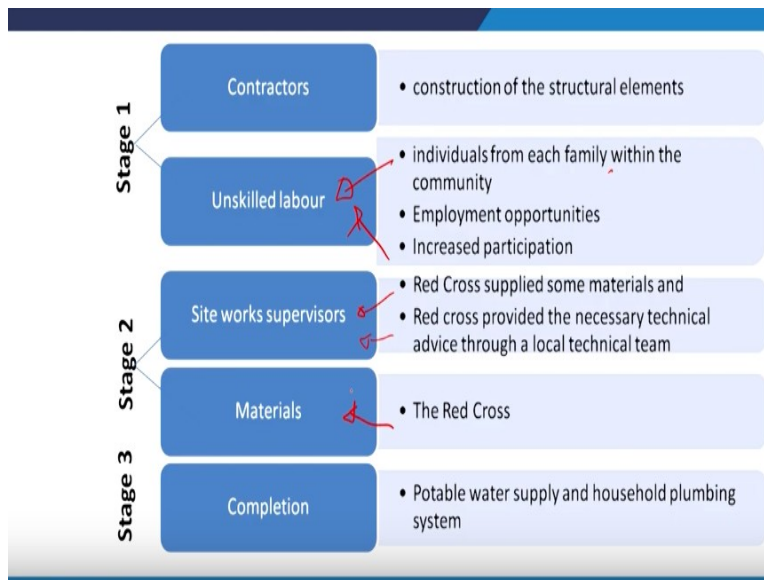 Stage 1
Contractors
• construction of the structural elements
Unskilled labour
• individuals from each family within the
community
• Employment opportunities
• Increased participation
Stage 2
Site works supervisors
• Red Cross supplied some materials and
• Red cross provided the necessary technical
advice through a local technical team
Materials
• The Red Cross
Stage 3
Completion
• Potable water supply and household plumbing
system